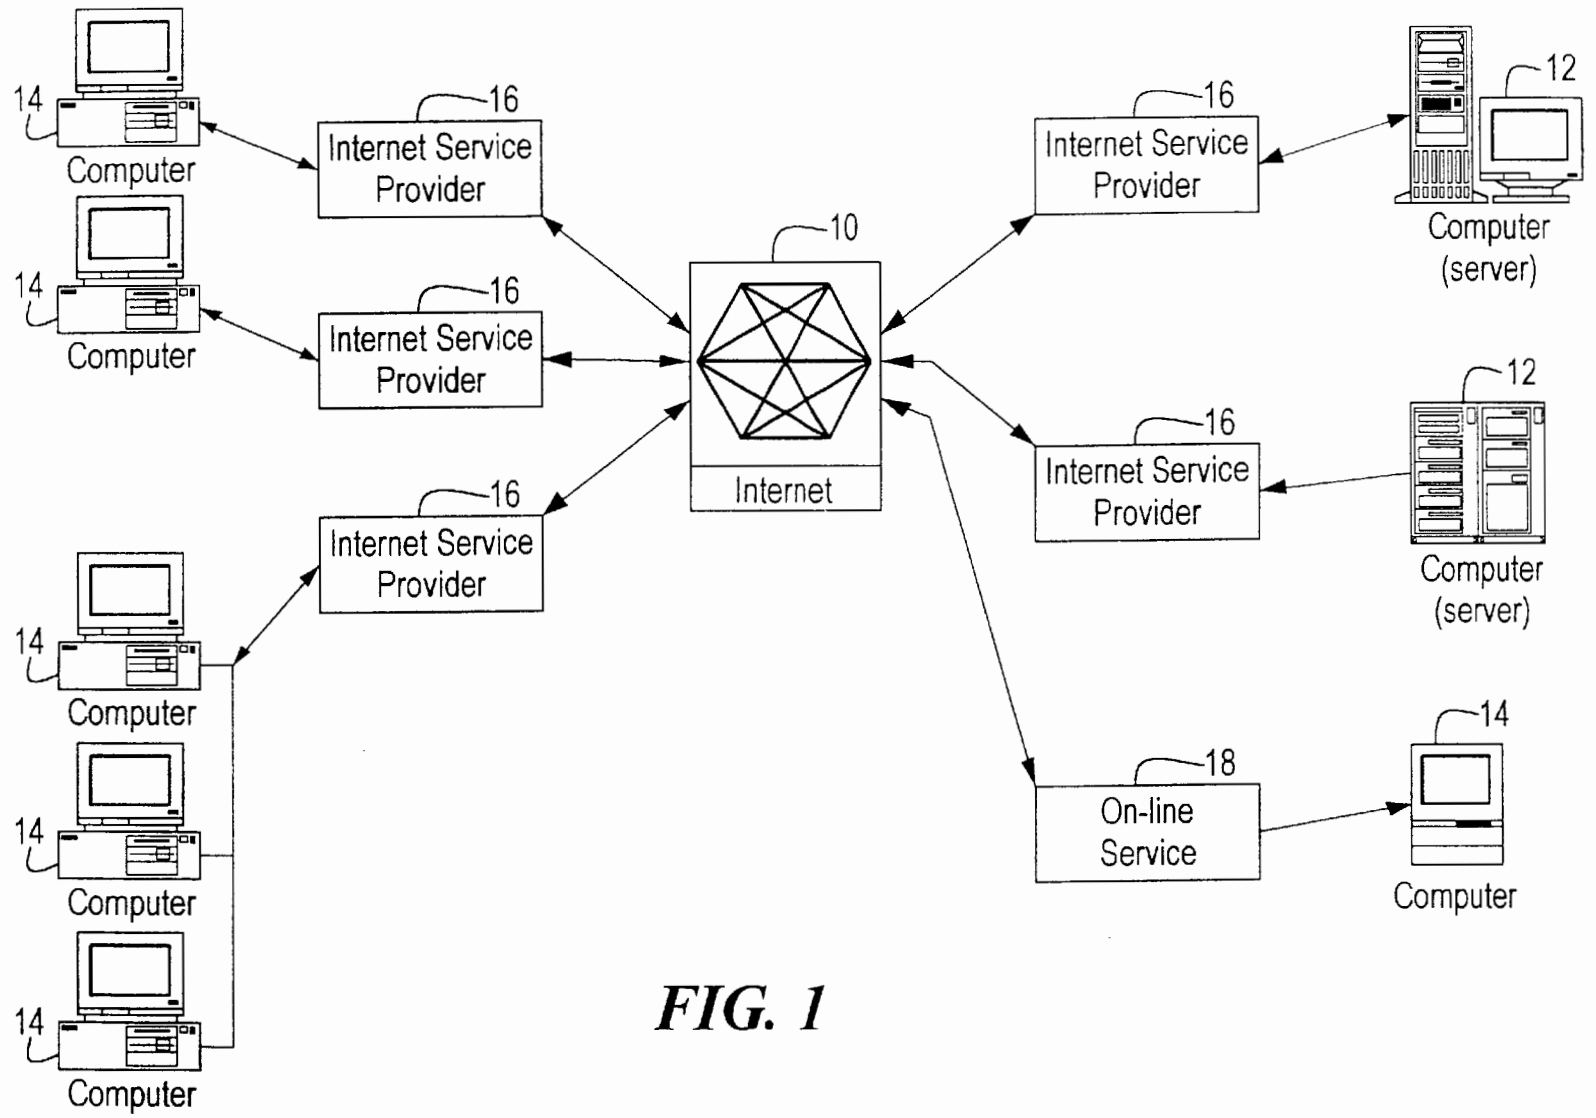 14
Computer
16
Internet Service
Provider
14
Computer
16
Internet Service
Provider
16
Internet Service
Provider
14
Computer
14
Computer
14
Computer
10
Internet
16
Internet Service
Provider
12
Computer
(server)
16
Internet Service
Provider
12
Computer
(server)
18
On-line
Service
14
Computer
FIG. 1